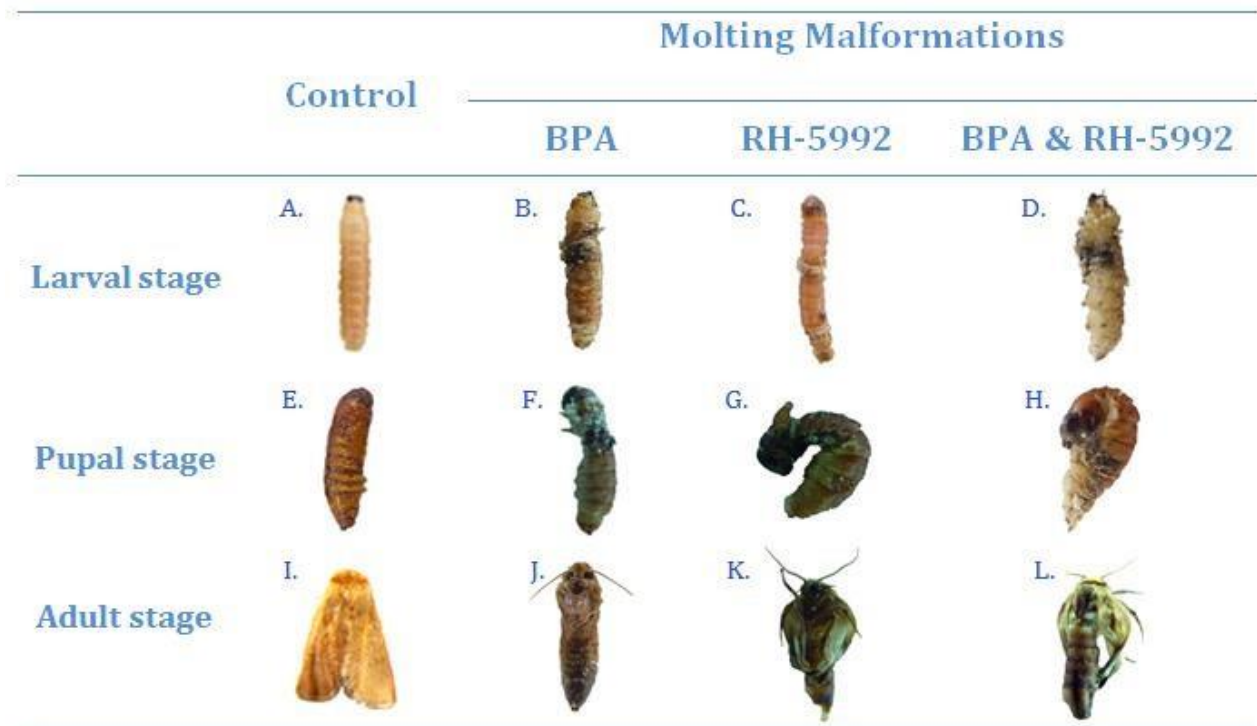 Molting Malformations
Control
BPA RH-5992 BPA & RH-5992
A. B. C. D.
Larval stage
E. F. G. H.
Pupal stage
I. J. K. L.
Adult stage